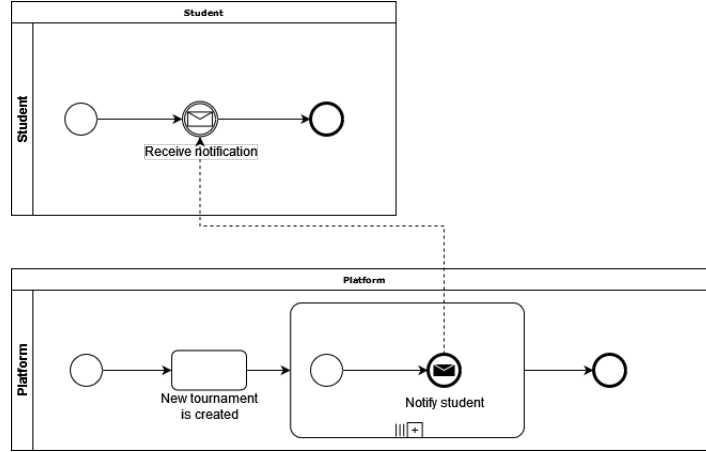 Student
Student
Receive notification
Platform
Platform
New tournament
is created
Notify student